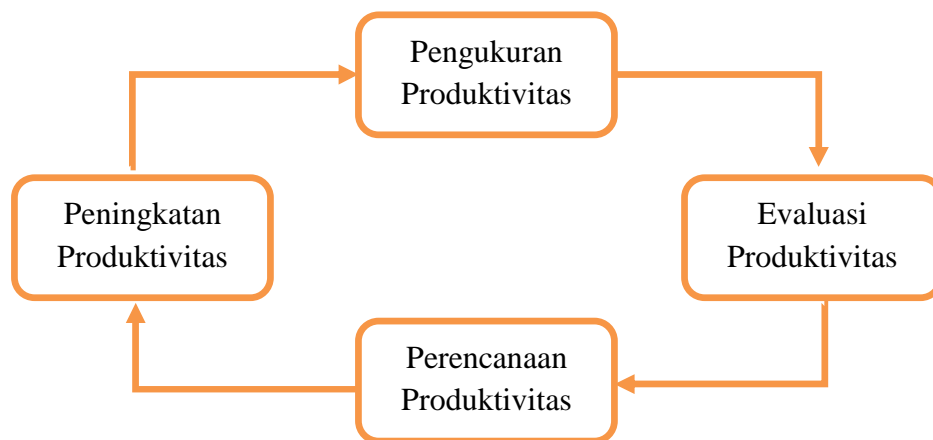 Pengukuran
Produktivitas
Peningkatan
Produktivitas
Evaluasi
Produktivitas
Perencanaan
Produktivitas